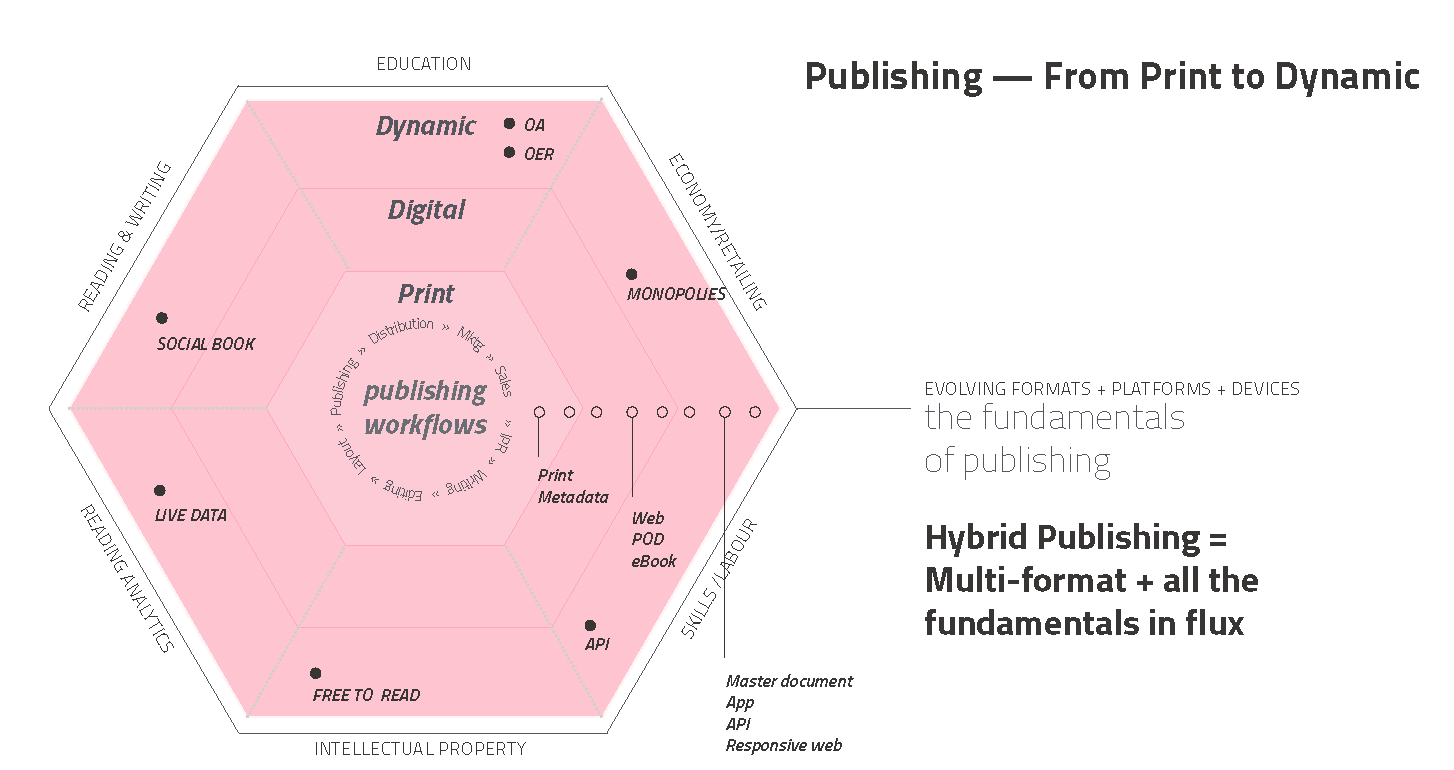 Publishing — From Print to Dynamic
EDUCATION
Dynamic
OA
OER
READING & WRITING
ECONOMY/RETAILING
Digital
MONOPOLIES
Print
SOCIAL BOOK
Publishing » Distribution » Mktg » Sales » IPR » Writing » Editing » Layout »
publishing
workflows
EVOLVING FORMATS + PLATFORMS + DEVICES
the fundamentals
of publishing
Print
Metadata
LIVE DATA
Web
POD
eBook
Hybrid Publishing =
Multi-format + all the
fundamentals in flux
READING ANALYTICS
SKILLS /LABOUR
API
FREE TO READ
Master document
App
API
Responsive web
INTELLECTUAL PROPERTY